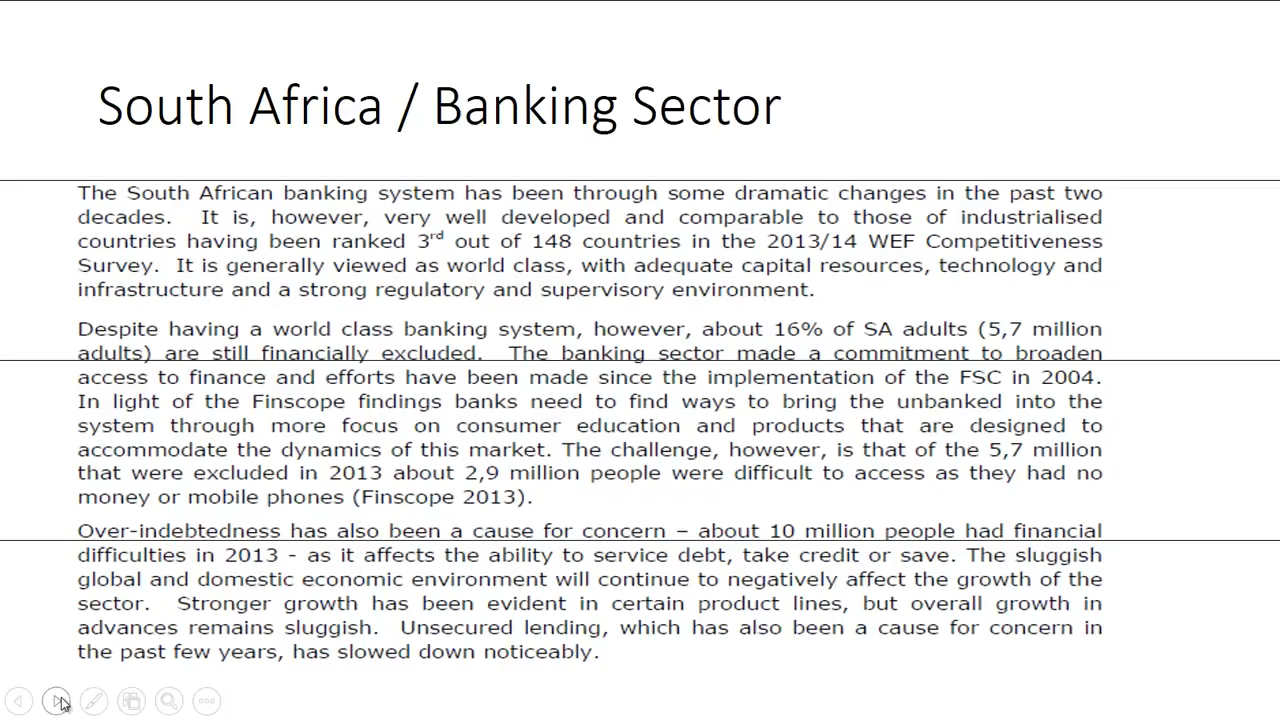 South Africa / Banking Sector
The South African banking system has been through some dramatic changes in the past two
decades.  It is, however, very well developed and comparable to those of industrialised
countries having been ranked 3rd out of 148 countries in the 2013/14 WEF Competitiveness
Survey.  It is generally viewed as world class, with adequate capital resources, technology and
infrastructure and a strong regulatory and supervisory environment.
Despite having a world class banking system, however, about 16% of SA adults (5,7 million
adults) are still financially excluded.  The banking sector made a commitment to broaden
access to finance and efforts have been made since the implementation of the FSC in 2004.
In light of the Finscope findings banks need to find ways to bring the unbanked into the
system through more focus on consumer education and products that are designed to
accommodate the dynamics of this market. The challenge, however, is that of the 5,7 million
that were excluded in 2013 about 2,9 million people were difficult to access as they had no
money or mobile phones (Finscope 2013).
Over-indebtedness has also been a cause for concern – about 10 million people had financial
difficulties in 2013 - as it affects the ability to service debt, take credit or save. The sluggish
global and domestic economic environment will continue to negatively affect the growth of the
sector.  Stronger growth has been evident in certain product lines, but overall growth in
advances remains sluggish.  Unsecured lending, which has also been a cause for concern in
the past few years, has slowed down noticeably.